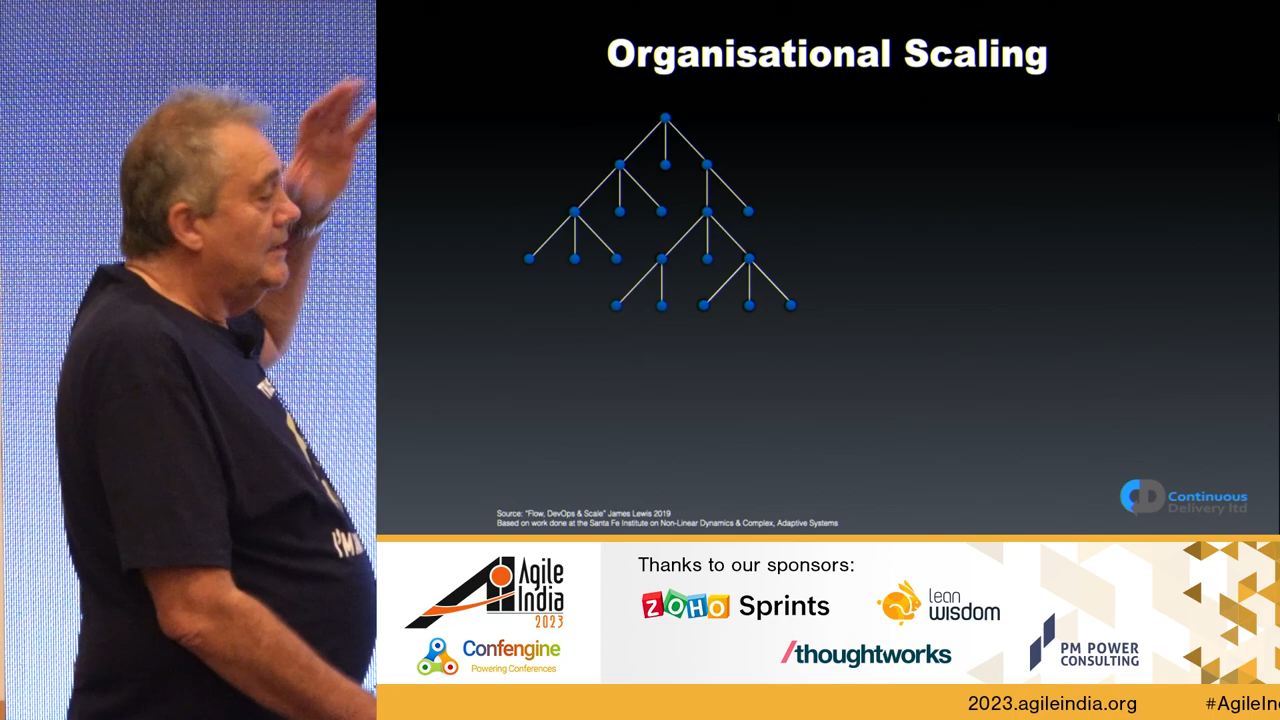 Organisational Scaling
Source: "Flow, DevOps & Scale" James Lewis 2019
Based on work done at the Santa Fe Institute on Non-Linear Dynamics & Complex, Adaptive Systems
CD Continuous
Delivery ltd
I'M
Agile
India
2023
Confengine
Powering Conferences
Thanks to our sponsors:
ZOHO Sprints
lean
wisdom
/thoughtworks
PM POWER
CONSULTING
2023.agileindia.org